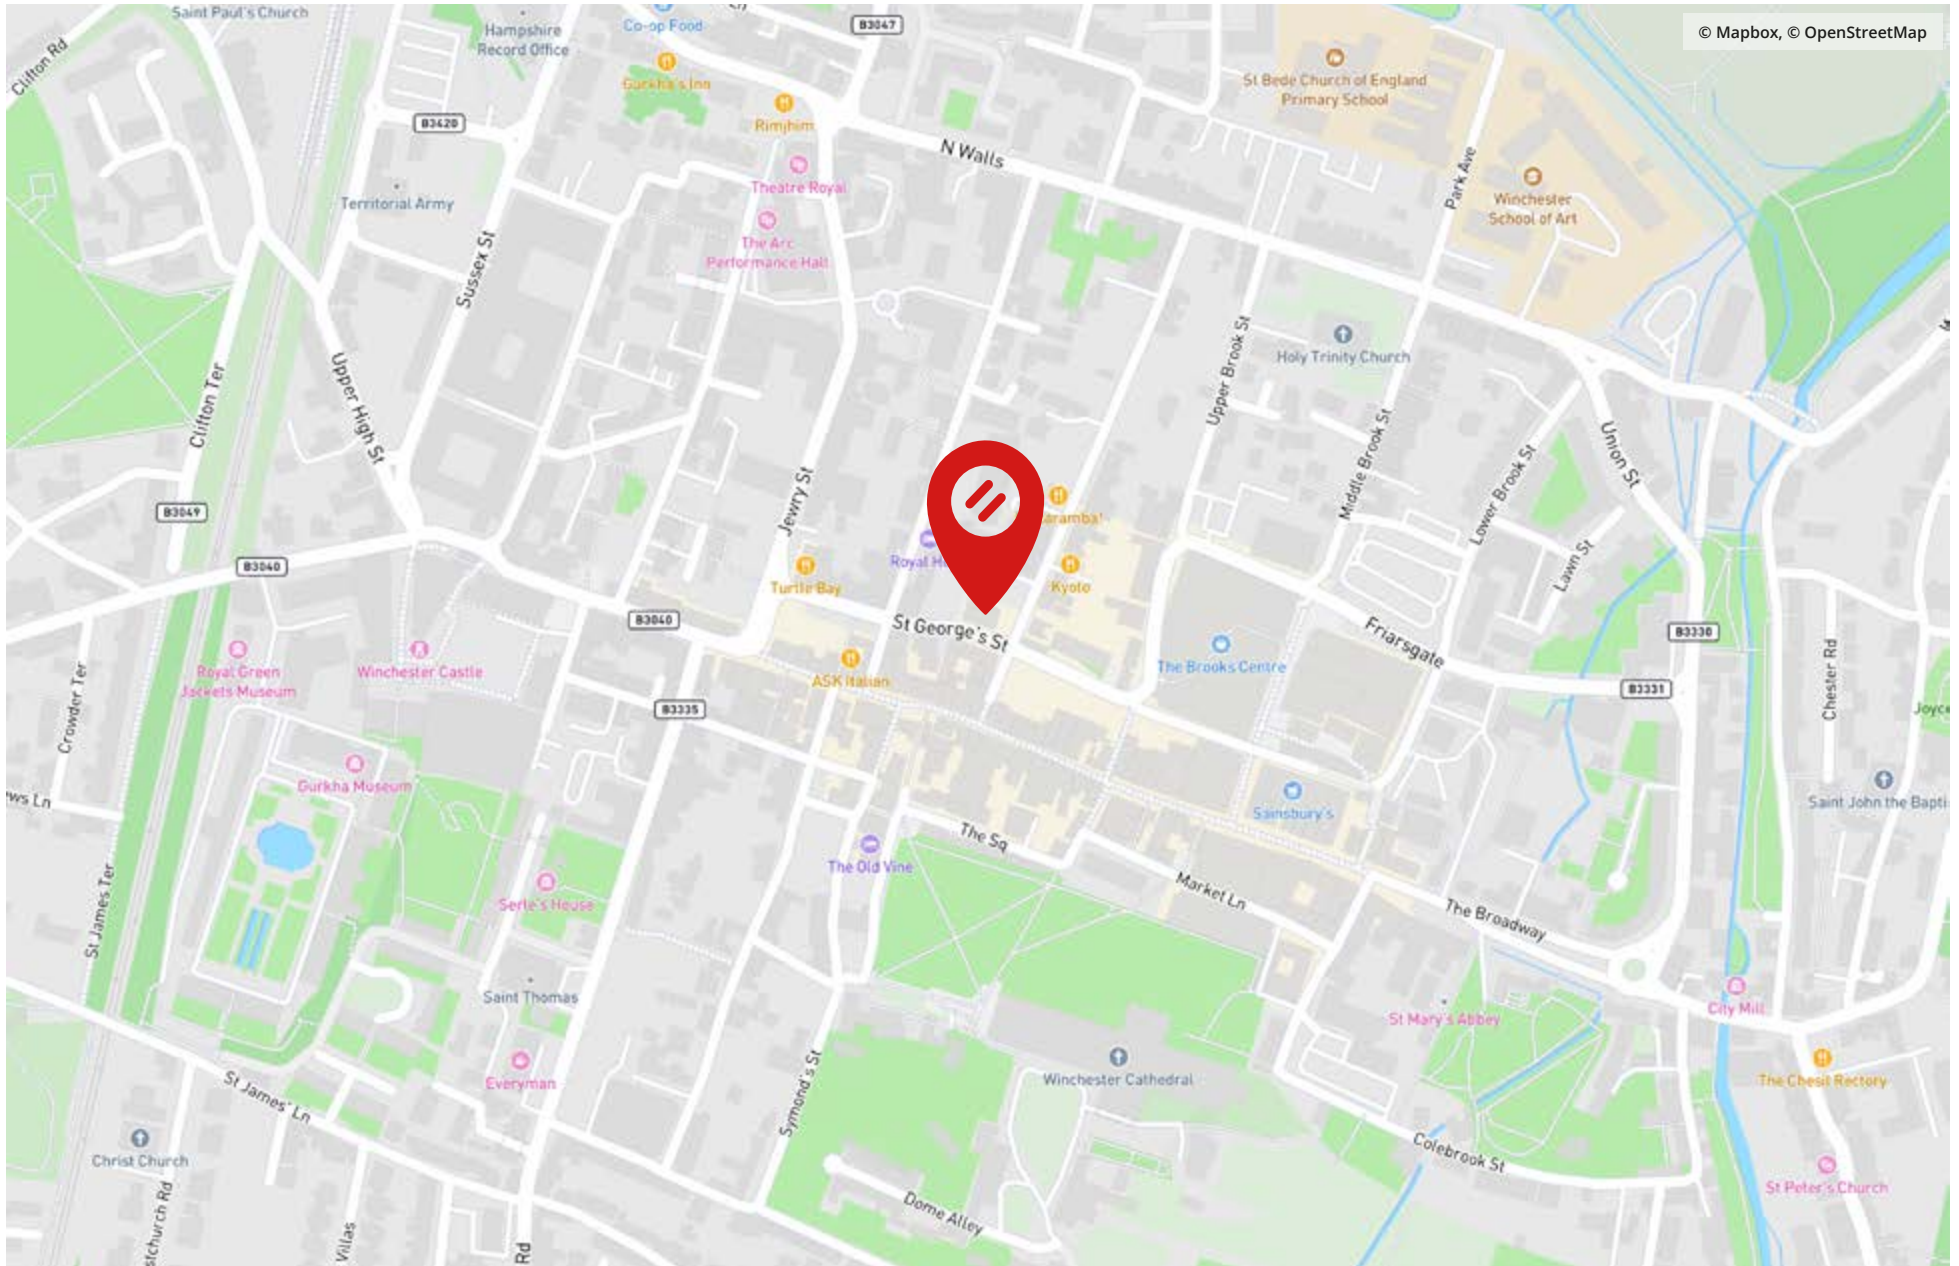 Saint Paul's Church
Hampshire
Record Office
Co-op Food
B3047
© Mapbox, © OpenStreetMap
Clifton Rd
Gurkha's Inn
Rimjhim
B3420
St Bede Church of England
Primary School
N Walls
Theatre Royal
Park Ave
Territorial Army
Winchester
School of Art
The Arc
Performance Hall
Sussex St
Upper Brook St
Holy Trinity Church
Clifton Ter
Upper High St
Middle Brook St
Union St
Jewry St
Lower Brook St
B3049
aramba!
B3040
Royal H
Turtle Bay
Kyoto
Lawn St
B3040
St George's St
Friarsgate
B3330
Royal Green
Jackets Museum
Winchester Castle
ASK Italian
The Brooks Centre
B3331
Crowder Ter
B3335
Chester Rd
Joyce
Gurkha Museum
ews Ln
Sainsbury's
Saint John the Bapti
The Sq
The Old Vine
Market Ln
St James Ter
Serle's House
The Broadway
Saint Thomas
City Mill
St Mary's Abbey
Everyman
Symond's St
Winchester Cathedral
The Chesil Rectory
St James' Ln
Christ Church
Colebrook St
St Peter's Church
Dome Alley
stchurch Rd
Villas
Rd